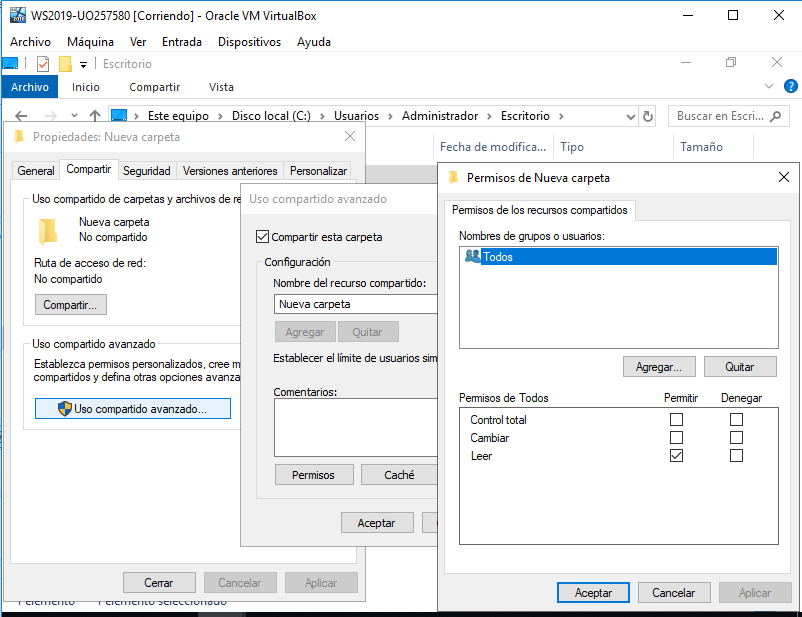 WS2019-UO257580 [Corriendo] - Oracle VM VirtualBox
Archivo Máquina Ver Entrada Dispositivos Ayuda
Escritorio
Archivo Inicio Compartir Vista
Este equipo > Disco local (C:) > Usuarios > Administrador > Escritorio >
Buscar en Escri...
Fecha de modifica... Tipo Tamaño
Propiedades: Nueva carpeta
General Compartir Seguridad Versiones anteriores Personalizar
Uso compartido de carpetas y archivos de re
Nueva carpeta
No compartido
Ruta de acceso de red:
No compartido
Compartir...
Uso compartido avanzado
Establezca permisos personalizados, cree m
compartidos y defina otras opciones avanza
Uso compartido avanzado...
Cerrar Cancelar Aplicar
1 elemento 1 elemento seleccionado
Uso compartido avanzado
Compartir esta carpeta
Configuración
Nombre del recurso compartido:
Nueva carpeta
Agregar Quitar
Establecer el límite de usuarios sim
Comentarios:
Permisos Caché
Aceptar
Permisos de Nueva carpeta
Permisos de los recursos compartidos
Nombres de grupos o usuarios:
Todos
Agregar... Quitar
Permisos de Todos Permitir Denegar
Control total
Cambiar
Leer
Aceptar Cancelar Aplicar